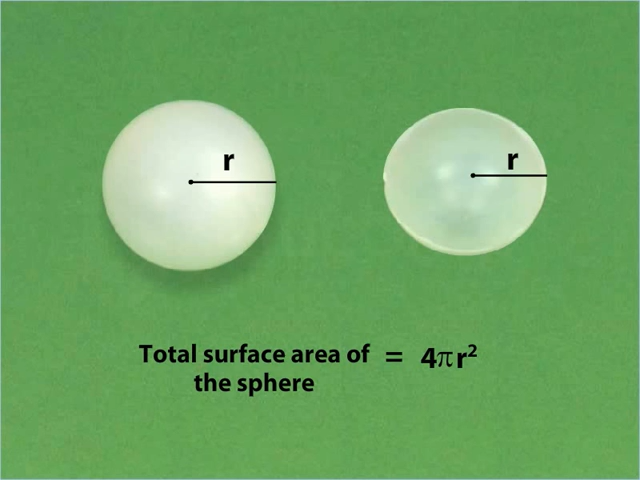 r
r
Total surface area of = 4πr²
the sphere